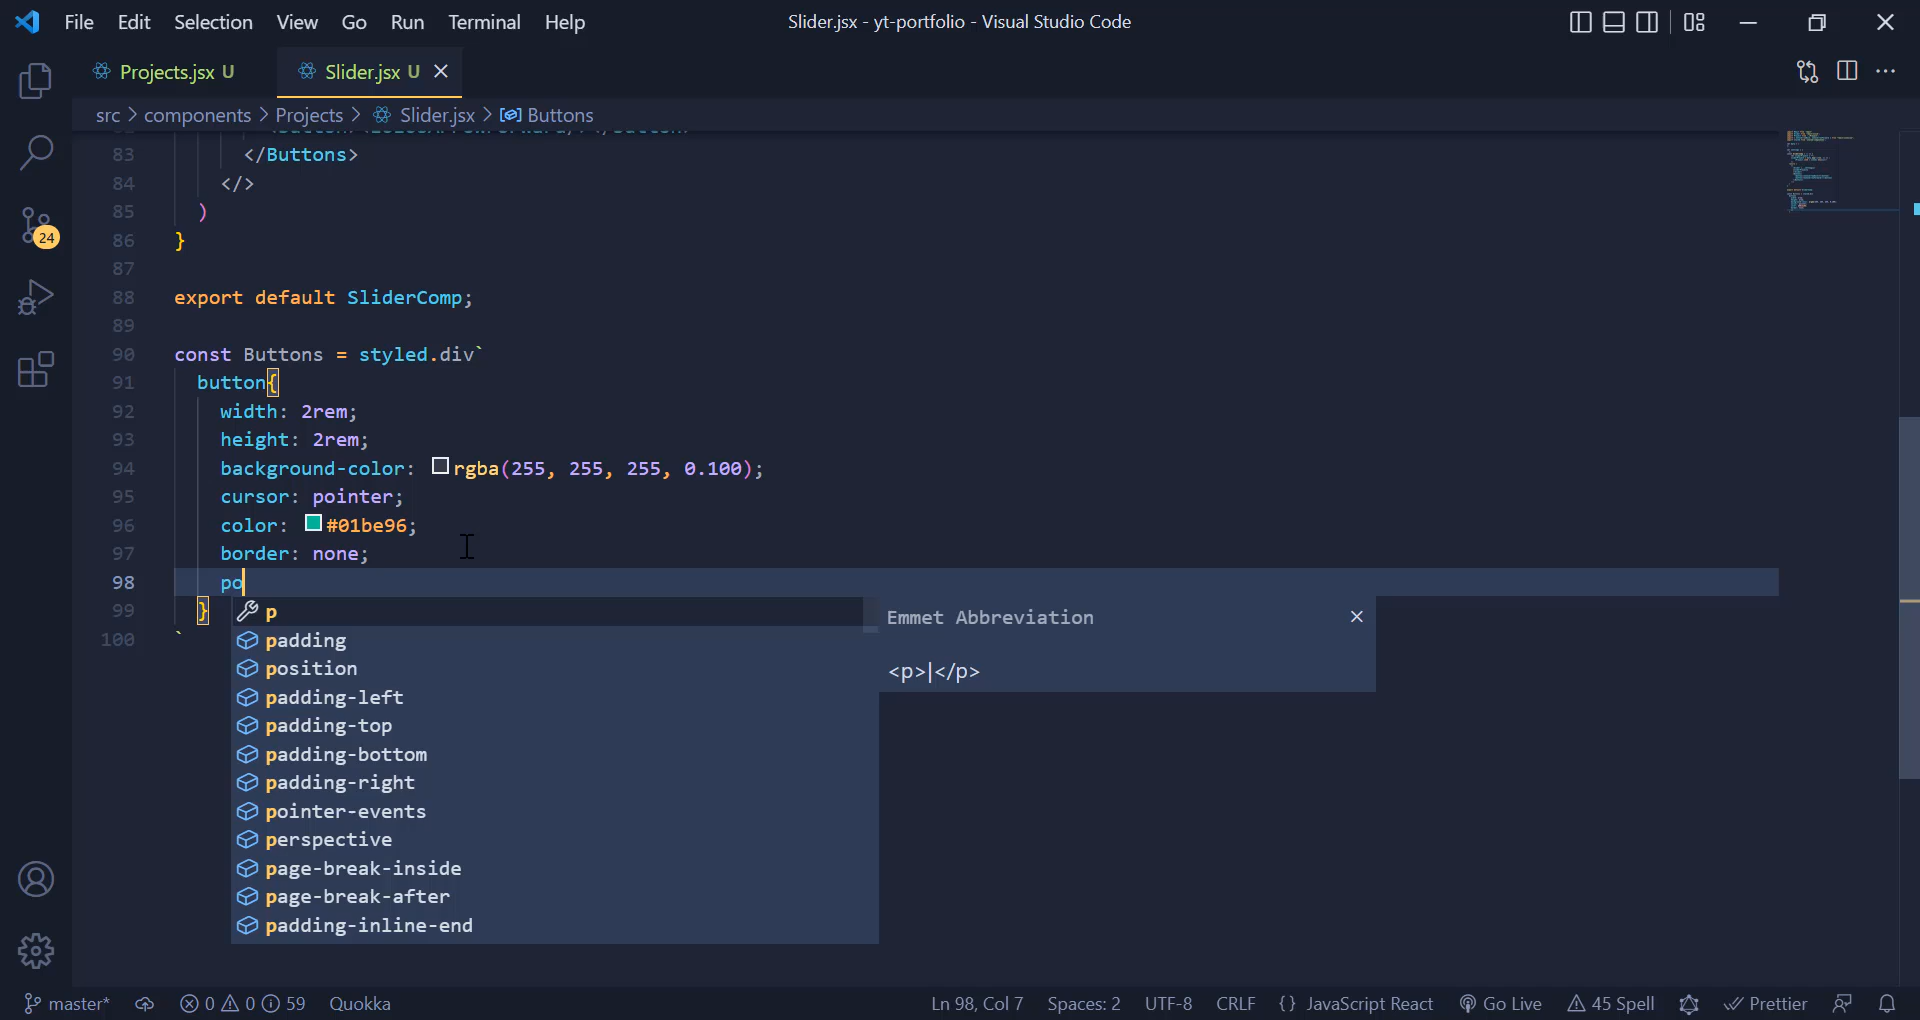 File Edit Selection View Go Run Terminal Help
Slider.jsx - yt-portfolio - Visual Studio Code
Projects.jsx U
Slider.jsx U
src > components > Projects > Slider.jsx > Buttons
83 </Buttons>
84 </>
85 )
86 }
87
88 export default SliderComp;
89
90 const Buttons = styled.div`
91 button{
92 width: 2rem;
93 height: 2rem;
94 background-color: rgba(255, 255, 255, 0.100);
95 cursor: pointer;
96 color: #01be96;
97 border: none;
98 po
99 }
100 `
24
p
padding
position
padding-left
padding-top
padding-bottom
padding-right
pointer-events
perspective
page-break-inside
page-break-after
padding-inline-end
Emmet Abbreviation
<p>|</p>
master* 0 0 59 Quokka
Ln 98, Col 7 Spaces: 2 UTF-8 CRLF {} JavaScript React Go Live 45 Spell Prettier